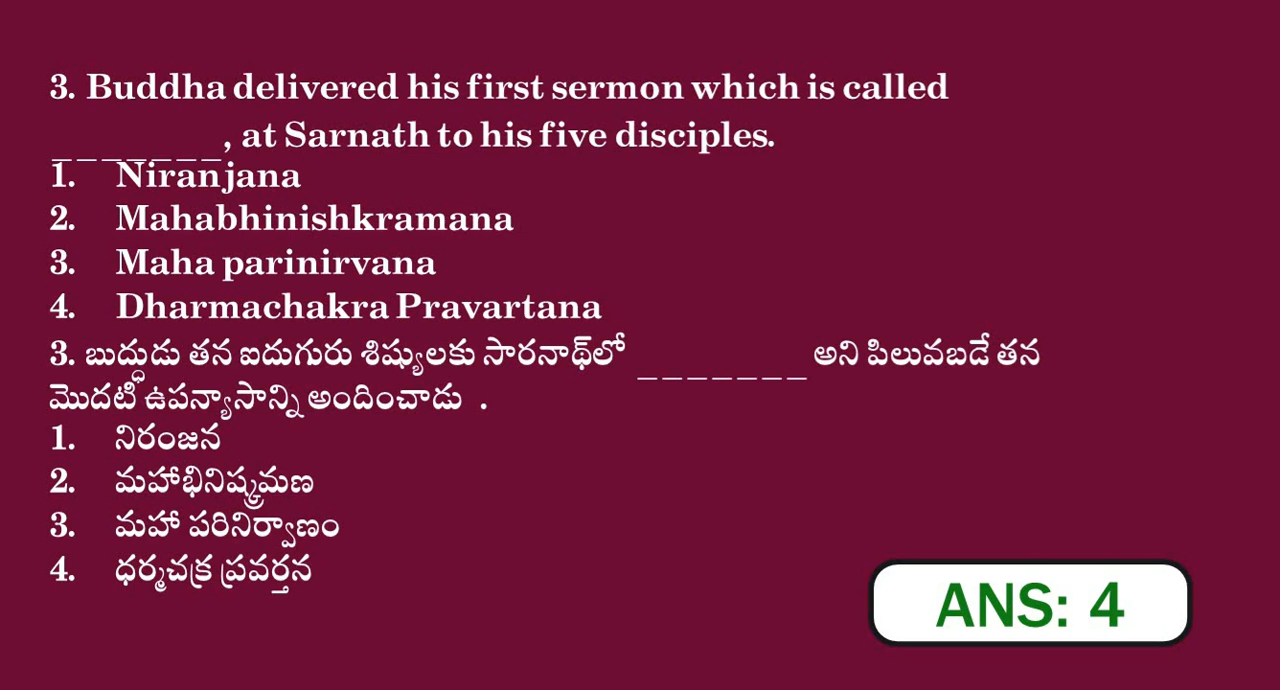 3. Buddha delivered his first sermon which is called
_______, at Sarnath to his five disciples.
1. Niranjana
2. Mahabhinishkramana
3. Maha parinirvana
4. Dharmachakra Pravartana
3. బుద్ధుడు తన ఐదుగురు శిష్యులకు సారనాథ్‌లో _______ అని పిలువబడే తన
మొదటి ఉపన్యాసాన్ని అందించాడు .
1. నిరంజన
2. మహాభినిష్క్రమణ
3. మహా పరినిర్వాణం
4. ధర్మచక్ర ప్రవర్తన
ANS: 4